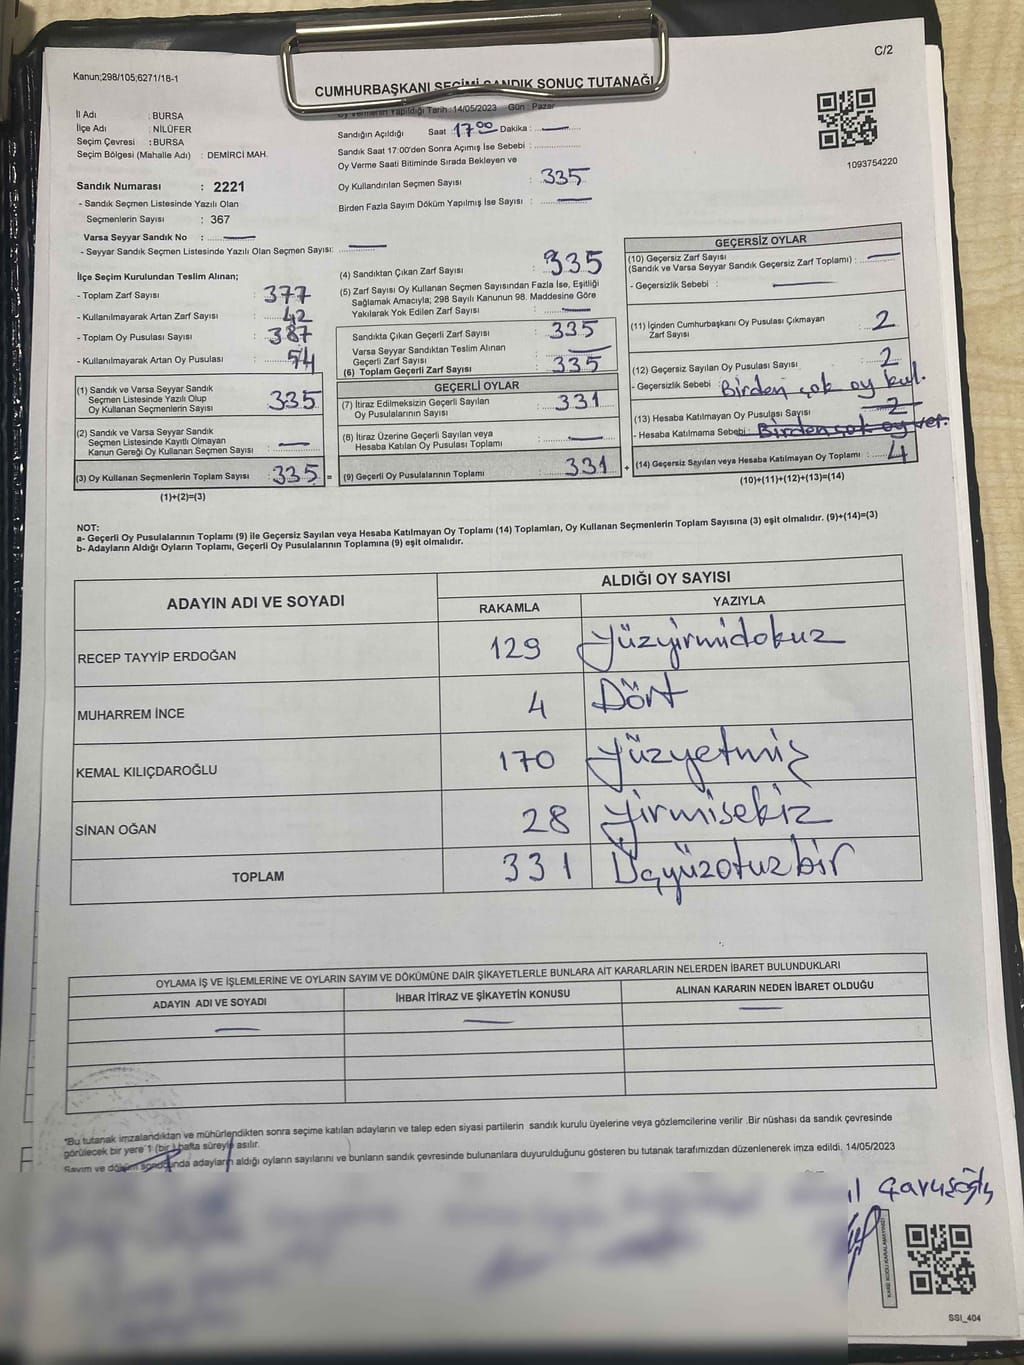 C/2
Kanun;298/105;6271/18-1
CUMHURBAŞKANI SEÇİMİ SANDIK SONUÇ TUTANAĞI
İl Adı : BURSA
İlçe Adı : NİLÜFER
Seçim Çevresi : BURSA
Seçim Bölgesi (Mahalle Adı) : DEMİRCİ MAH.
Oy Vermenin Yapıldığı Tarih : 14/05/2023 Gün : Pazar
Sandığın Açıldığı Saat : 17.00 Dakika : —
Sandık Saat 17:00'den Sonra Açımış İse Sebebi :
Oy Verme Saati Bitiminde Sırada Bekleyen ve
Oy Kullandırılan Seçmen Sayısı : 335
Birden Fazla Sayım Döküm Yapılmış İse Sayısı : —
1093754220
Sandık Numarası : 2221
- Sandık Seçmen Listesinde Yazılı Olan
Seçmenlerin Sayısı : 367
Varsa Seyyar Sandık No : —
- Seyyar Sandık Seçmen Listesinde Yazılı Olan Seçmen Sayısı: —
İlçe Seçim Kurulundan Teslim Alınan;
- Toplam Zarf Sayısı : 377
- Kullanılmayarak Artan Zarf Sayısı : 42
- Toplam Oy Pusulası Sayısı : 387
- Kullanılmayarak Artan Oy Pusulası : 54
(1) Sandık ve Varsa Seyyar Sandık
Seçmen Listesinde Yazılı Olup
Oy Kullanan Seçmenlerin Sayısı : 335
(2) Sandık ve Varsa Seyyar Sandık
Seçmen Listesinde Kayıtlı Olmayan
Kanun Gereği Oy Kullanan Seçmen Sayısı : —
(3) Oy Kullanan Seçmenlerin Toplam Sayısı : 335 =
(1)+(2)=(3)
(4) Sandıktan Çıkan Zarf Sayısı : 335
(5) Zarf Sayısı Oy Kullanan Seçmen Sayısından Fazla İse, Eşitliği
Sağlamak Amacıyla; 298 Sayılı Kanunun 98. Maddesine Göre
Yakılarak Yok Edilen Zarf Sayısı : —
Sandıkta Çıkan Geçerli Zarf Sayısı : 335
Varsa Seyyar Sandıktan Teslim Alınan
Geçerli Zarf Sayısı : —
(6) Toplam Geçerli Zarf Sayısı : 335
GEÇERLİ OYLAR
(7) İtiraz Edilmeksizin Geçerli Sayılan
Oy Pusulalarının Sayısı : 331
(8) İtiraz Üzerine Geçerli Sayılan veya
Hesaba Katılan Oy Pusulası Toplamı : —
(9) Geçerli Oy Pusulalarının Toplamı : 331 +
GEÇERSİZ OYLAR
(10) Geçersiz Zarf Sayısı
(Sandık ve Varsa Seyyar Sandık Geçersiz Zarf Toplamı) : —
- Geçersizlik Sebebi : —
(11) İçinden Cumhurbaşkanı Oy Pusulası Çıkmayan
Zarf Sayısı : 2
(12) Geçersiz Sayılan Oy Pusulası Sayısı : 2
- Geçersizlik Sebebi : Birden çok oy kul.
(13) Hesaba Katılmayan Oy Pusulası Sayısı : 2
- Hesaba Katılmama Sebebi : Birden çok oy ver.
(14) Geçersiz Sayılan veya Hesaba Katılmayan Oy Toplamı : 4
(10)+(11)+(12)+(13)=(14)
NOT:
a- Geçerli Oy Pusulalarının Toplamı (9) ile Geçersiz Sayılan veya Hesaba Katılmayan Oy Toplamı (14) Toplamları, Oy Kullanan Seçmenlerin Toplam Sayısına (3) eşit olmalıdır. (9)+(14)=(3)
b- Adayların Aldığı Oyların Toplamı, Geçerli Oy Pusulalarının Toplamına (9) eşit olmalıdır.
ADAYIN ADI VE SOYADI ALDIĞI OY SAYISI
RAKAMLA YAZIYLA
RECEP TAYYİP ERDOĞAN 129 Yüzyirmidokuz
MUHARREM İNCE 4 Dört
KEMAL KILIÇDAROĞLU 170 Yüzyetmiş
SİNAN OĞAN 28 Yirmisekiz
TOPLAM 331 Üçyüzotuzbir
OYLAMA İŞ VE İŞLEMLERİNE VE OYLARIN SAYIM VE DÖKÜMÜNE DAİR ŞİKAYETLERLE BUNLARA AİT KARARLARIN NELERDEN İBARET BULUNDUKLARI
ADAYIN ADI VE SOYADI İHBAR İTİRAZ VE ŞİKAYETİN KONUSU ALINAN KARARIN NEDEN İBARET OLDUĞU
— — —
*Bu tutanak imzalandıktan ve mühürlendikten sonra seçime katılan adayların ve talep eden siyasi partilerin sandık kurulu üyelerine veya gözlemcilerine verilir .Bir nüshası da sandık çevresinde
görülecek bir yere 1 (bir ) hafta süreyle asılır.
Sayım ve döküm sonucunda adayların aldığı oyların sayılarını ve bunların sandık çevresinde bulunanlara duyurulduğunu gösteren bu tutanak tarafımızdan düzenlenerek imza edildi. 14/05/2023
Çavuşoğlu
KARE KODU KARALAMAYINIZ!
SSI_404